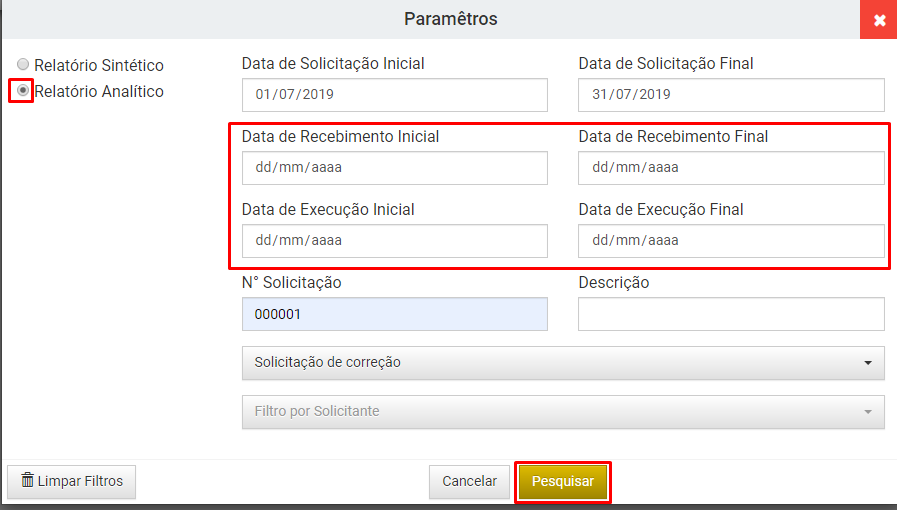 Paramêtros
Relatório Sintético
Relatório Analítico
Data de Solicitação Inicial
Data de Solicitação Final
01/07/2019
31/07/2019
Data de Recebimento Inicial
Data de Recebimento Final
dd/mm/aaaa
dd/mm/aaaa
Data de Execução Inicial
Data de Execução Final
dd/mm/aaaa
dd/mm/aaaa
N° Solicitação
Descrição
000001
Solicitação de correção
Filtro por Solicitante
Limpar Filtros
Cancelar
Pesquisar